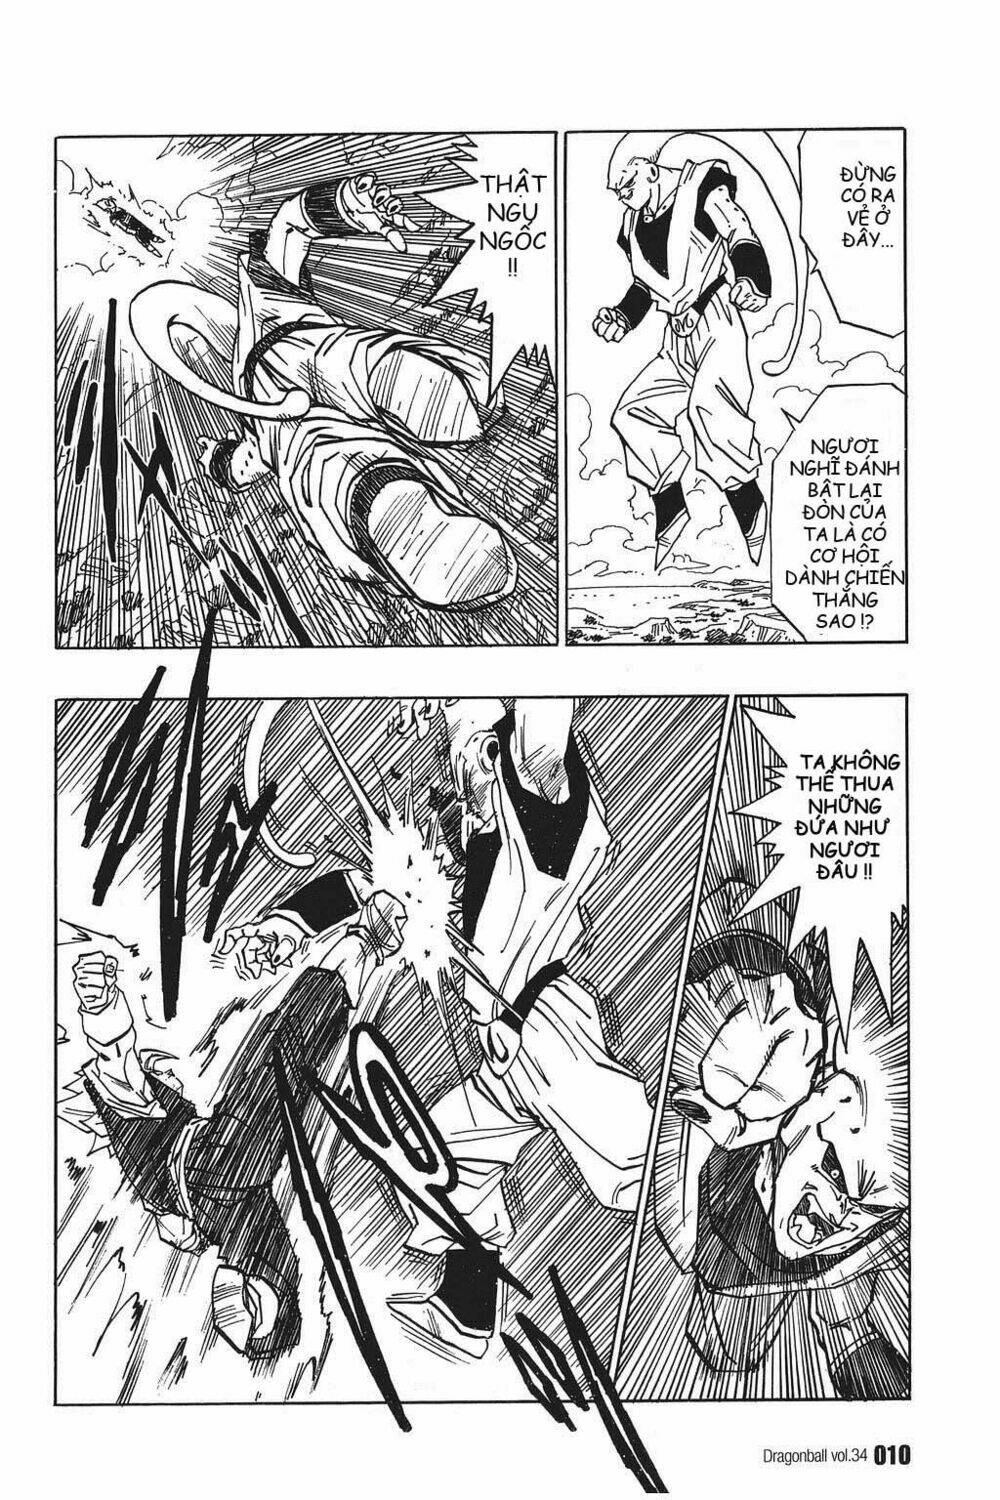 ĐỪNG
CÓ RA
VẺ Ở
ĐÂY...
NGƯƠI
NGHĨ ĐÁNH
BẬT LẠI
ĐÒN CỦA
TA LÀ CÓ
CƠ HỘI
DÀNH CHIẾN
THẮNG
SAO !?
THẬT
NGỤ
NGỐC
!!
TA KHÔNG
THỂ THUA
NHỮNG
ĐỨA NHƯ
NGƯƠI
ĐÂU !!
Dragonball vol.34 010